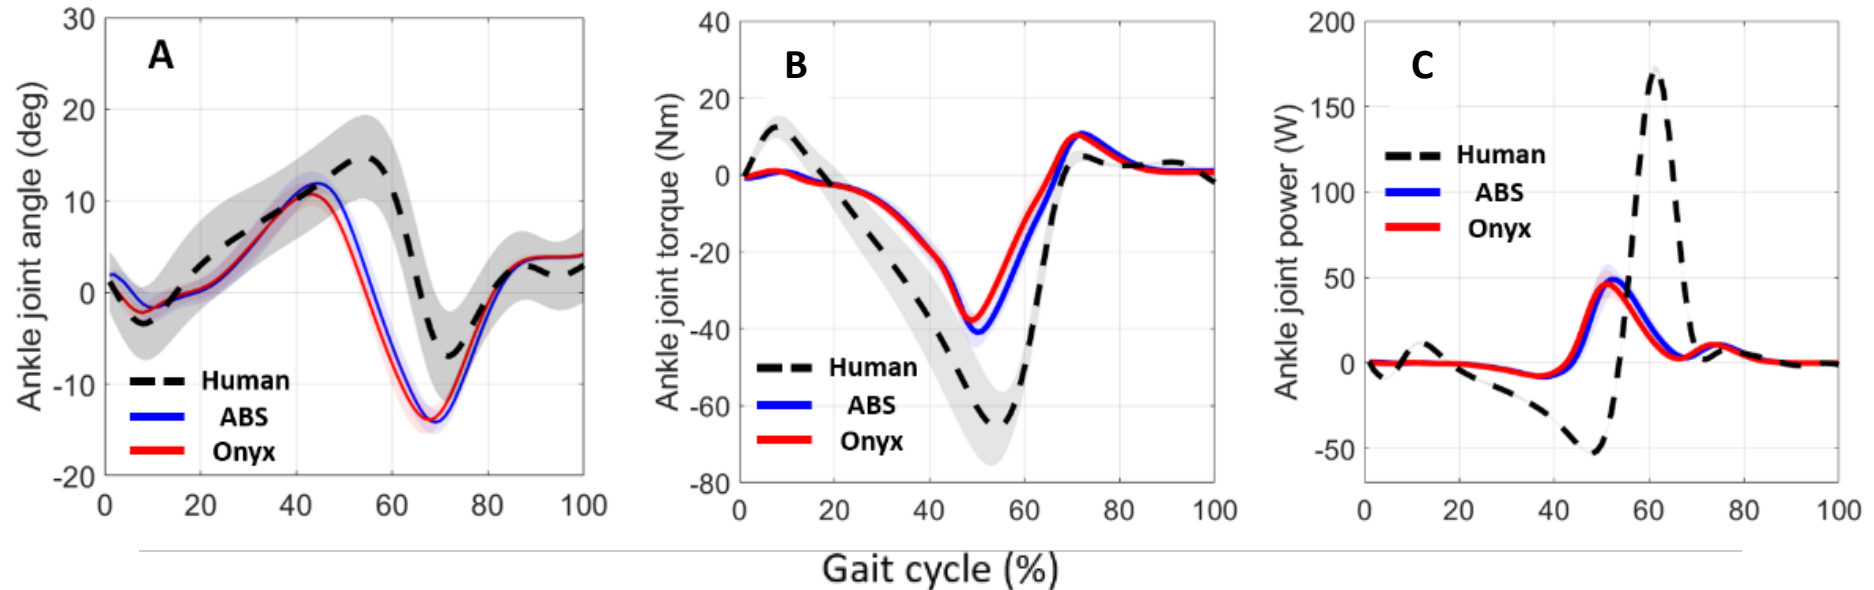 A
Ankle joint angle (deg)
30
20
10
0
-10
-20
Human
ABS
Onyx
0 20 40 60 80 100
B
Ankle joint torque (Nm)
40
20
0
-20
-40
-60
-80
Human
ABS
Onyx
0 20 40 60 80 100
C
Ankle joint power (W)
200
150
100
50
0
-50
Human
ABS
Onyx
0 20 40 60 80 100
Gait cycle (%)